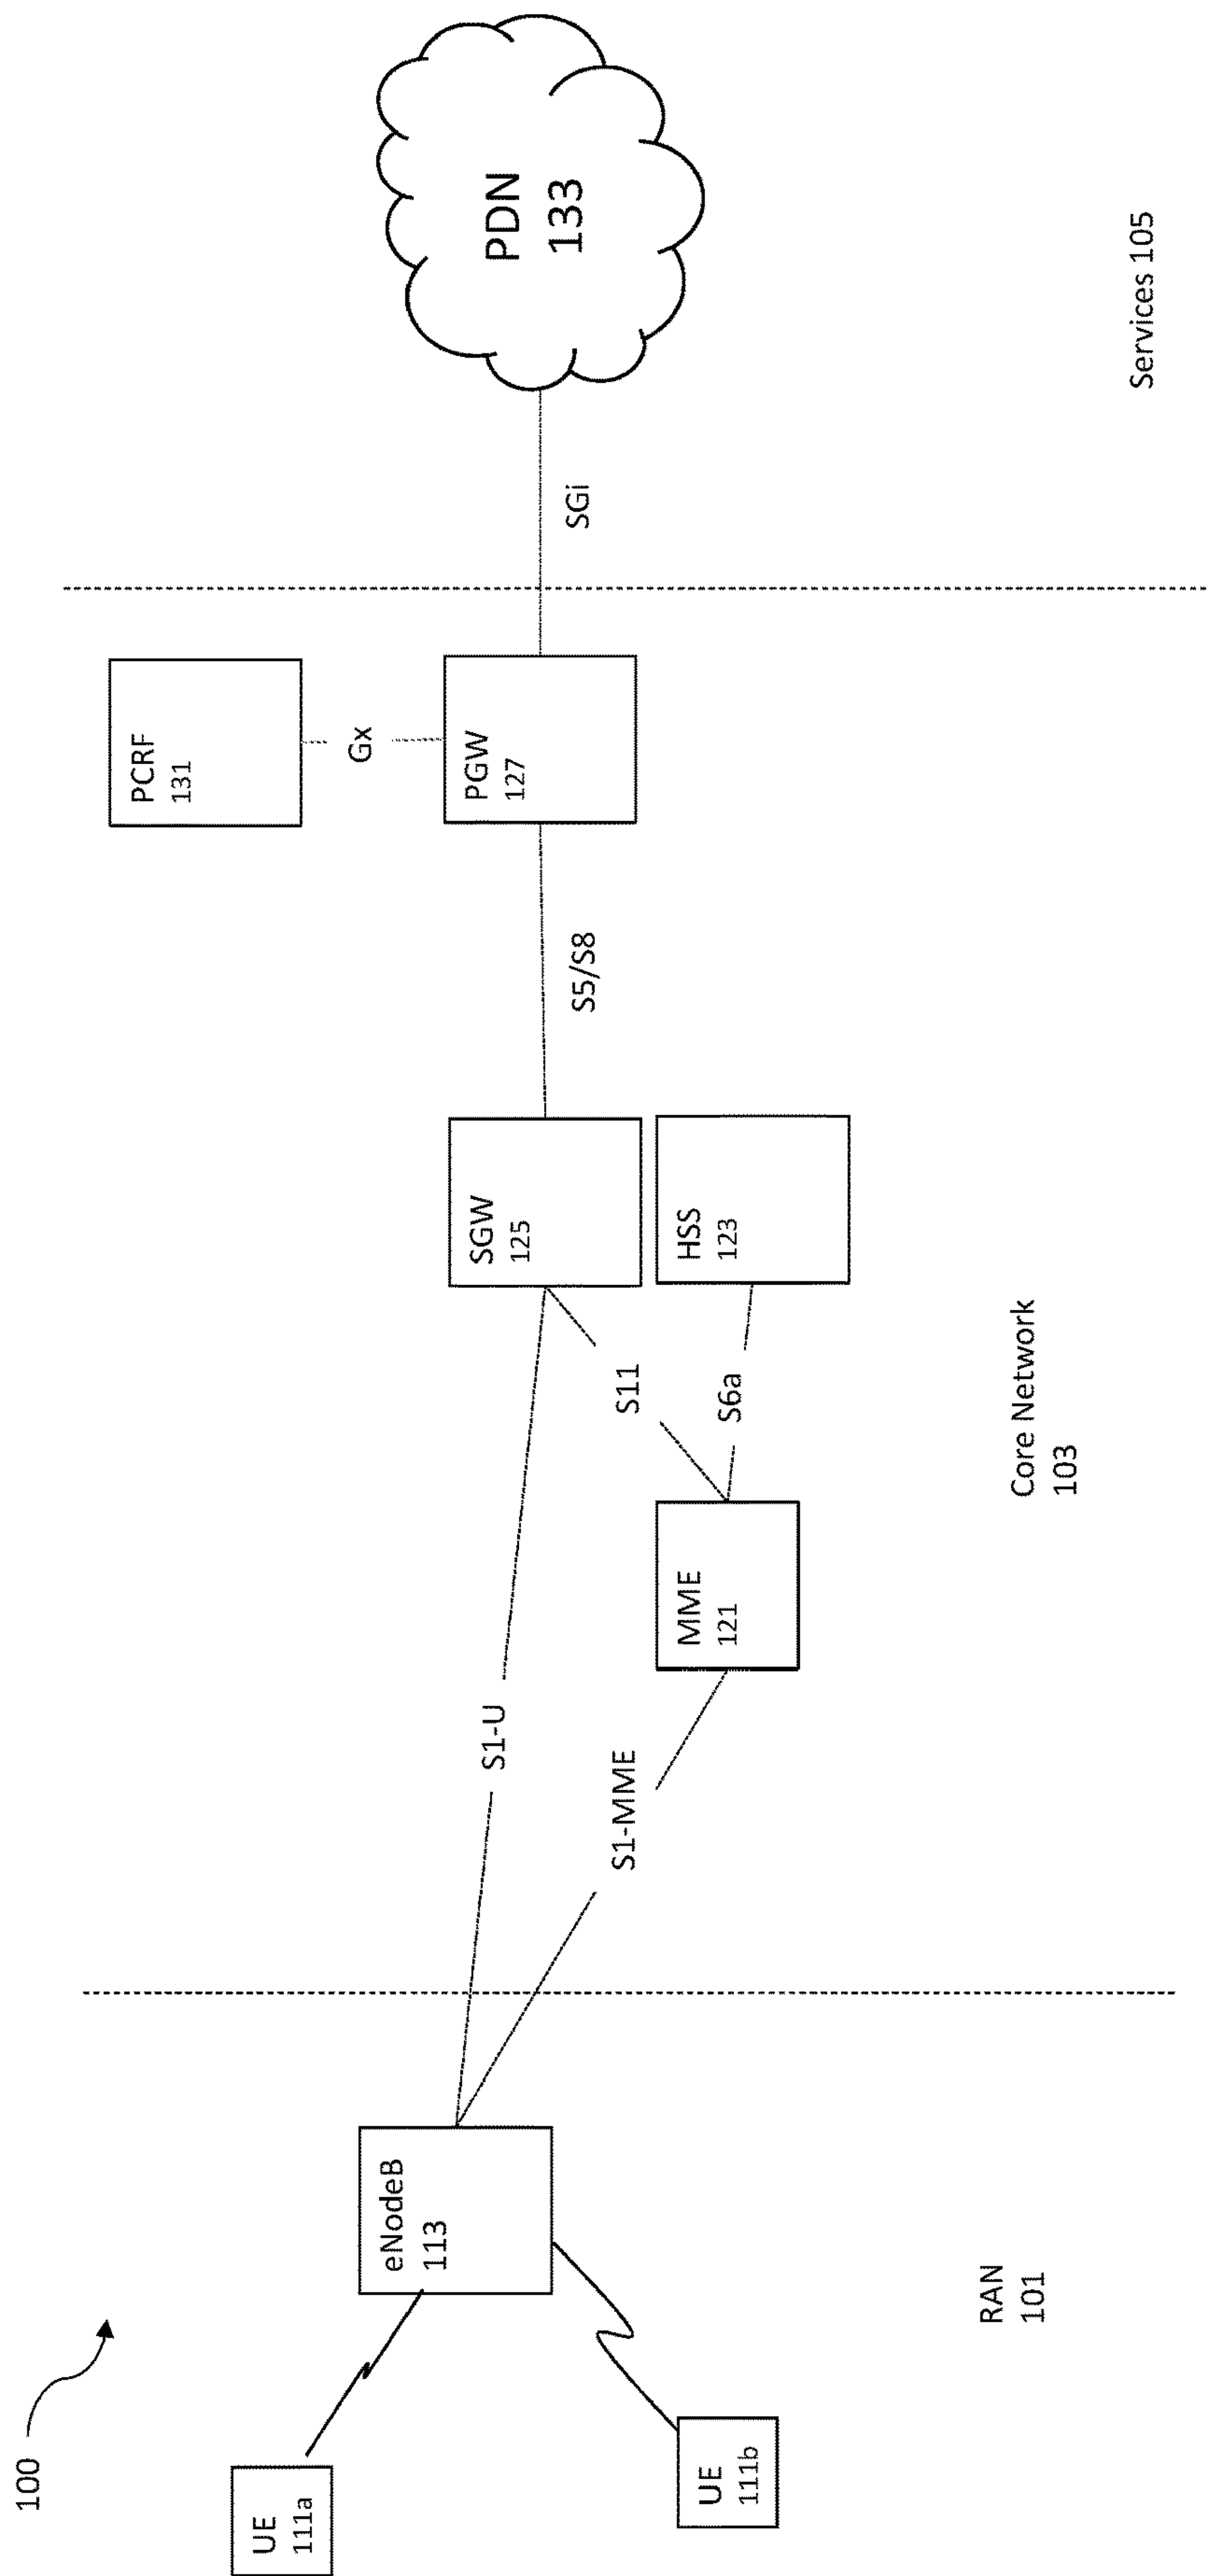 100
UE
111a
UE
111b
eNodeB
113
RAN
101
S1-U
S1-MME
MME
121
S11
S6a
SGW
125
HSS
123
Core Network
103
S5/S8
PCRF
131
Gx
PGW
127
SGi
PDN
133
Services 105